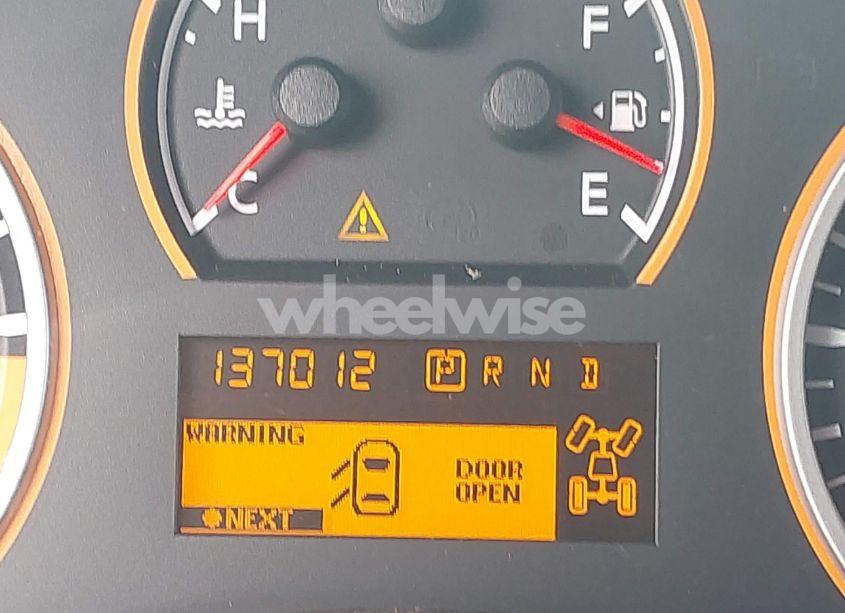 H F
C E
wheelwise
137012 P R N D
WARNING
DOOR
OPEN
NEXT